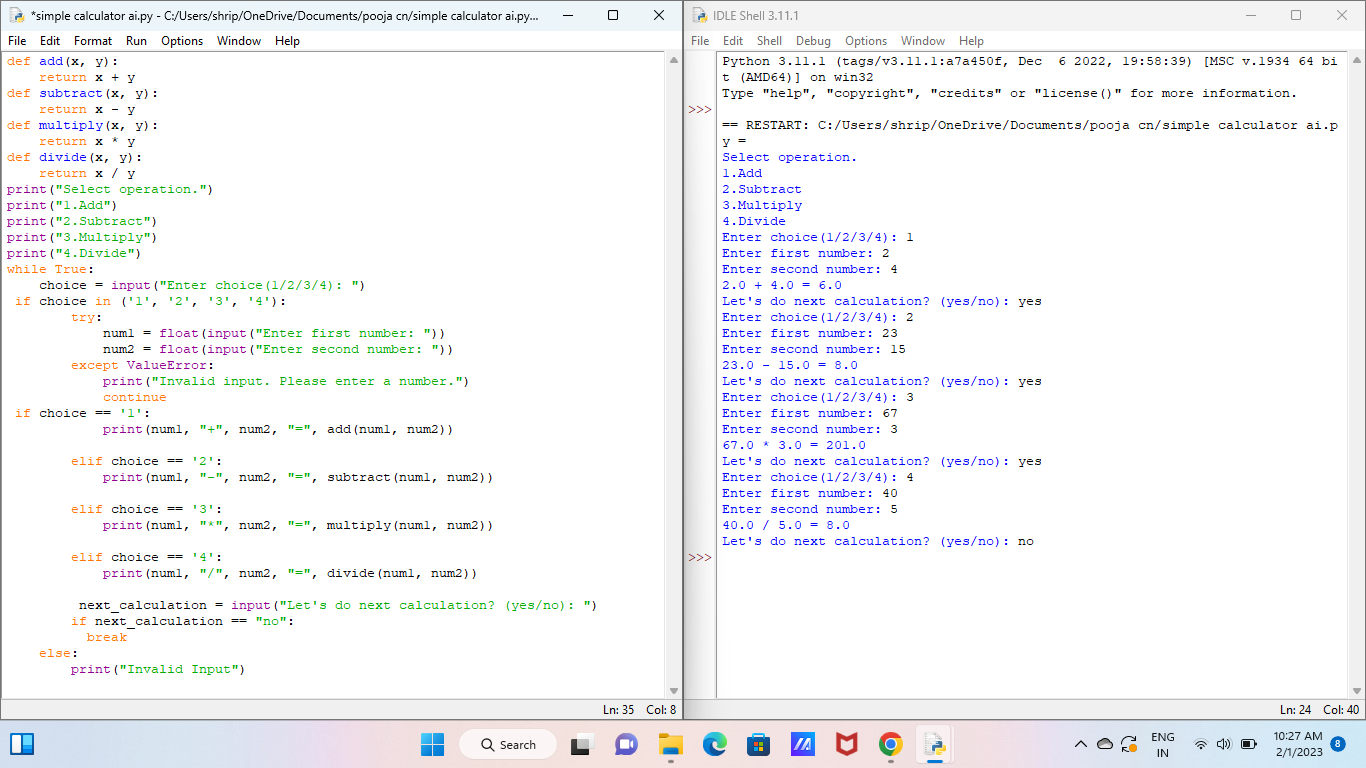 *simple calculator ai.py - C:/Users/shrip/OneDrive/Documents/pooja cn/simple calculator ai.py...
File Edit Format Run Options Window Help
def add(x, y):
    return x + y
def subtract(x, y):
    return x - y
def multiply(x, y):
    return x * y
def divide(x, y):
    return x / y
print("Select operation.")
print("1.Add")
print("2.Subtract")
print("3.Multiply")
print("4.Divide")
while True:
    choice = input("Enter choice(1/2/3/4): ")
 if choice in ('1', '2', '3', '4'):
        try:
            num1 = float(input("Enter first number: "))
            num2 = float(input("Enter second number: "))
        except ValueError:
            print("Invalid input. Please enter a number.")
            continue
 if choice == '1':
            print(num1, "+", num2, "=", add(num1, num2))
        elif choice == '2':
            print(num1, "-", num2, "=", subtract(num1, num2))
        elif choice == '3':
            print(num1, "*", num2, "=", multiply(num1, num2))
        elif choice == '4':
            print(num1, "/", num2, "=", divide(num1, num2))
         next_calculation = input("Let's do next calculation? (yes/no): ")
        if next_calculation == "no":
          break
    else:
        print("Invalid Input")
Ln: 35 Col: 8
IDLE Shell 3.11.1
File Edit Shell Debug Options Window Help
Python 3.11.1 (tags/v3.11.1:a7a450f, Dec  6 2022, 19:58:39) [MSC v.1934 64 bi
t (AMD64)] on win32
Type "help", "copyright", "credits" or "license()" for more information.
>>>
== RESTART: C:/Users/shrip/OneDrive/Documents/pooja cn/simple calculator ai.p
y =
Select operation.
1.Add
2.Subtract
3.Multiply
4.Divide
Enter choice(1/2/3/4): 1
Enter first number: 2
Enter second number: 4
2.0 + 4.0 = 6.0
Let's do next calculation? (yes/no): yes
Enter choice(1/2/3/4): 2
Enter first number: 23
Enter second number: 15
23.0 - 15.0 = 8.0
Let's do next calculation? (yes/no): yes
Enter choice(1/2/3/4): 3
Enter first number: 67
Enter second number: 3
67.0 * 3.0 = 201.0
Let's do next calculation? (yes/no): yes
Enter choice(1/2/3/4): 4
Enter first number: 40
Enter second number: 5
40.0 / 5.0 = 8.0
Let's do next calculation? (yes/no): no
>>>
Ln: 24 Col: 40
Search
ENG
IN
10:27 AM
2/1/2023
8